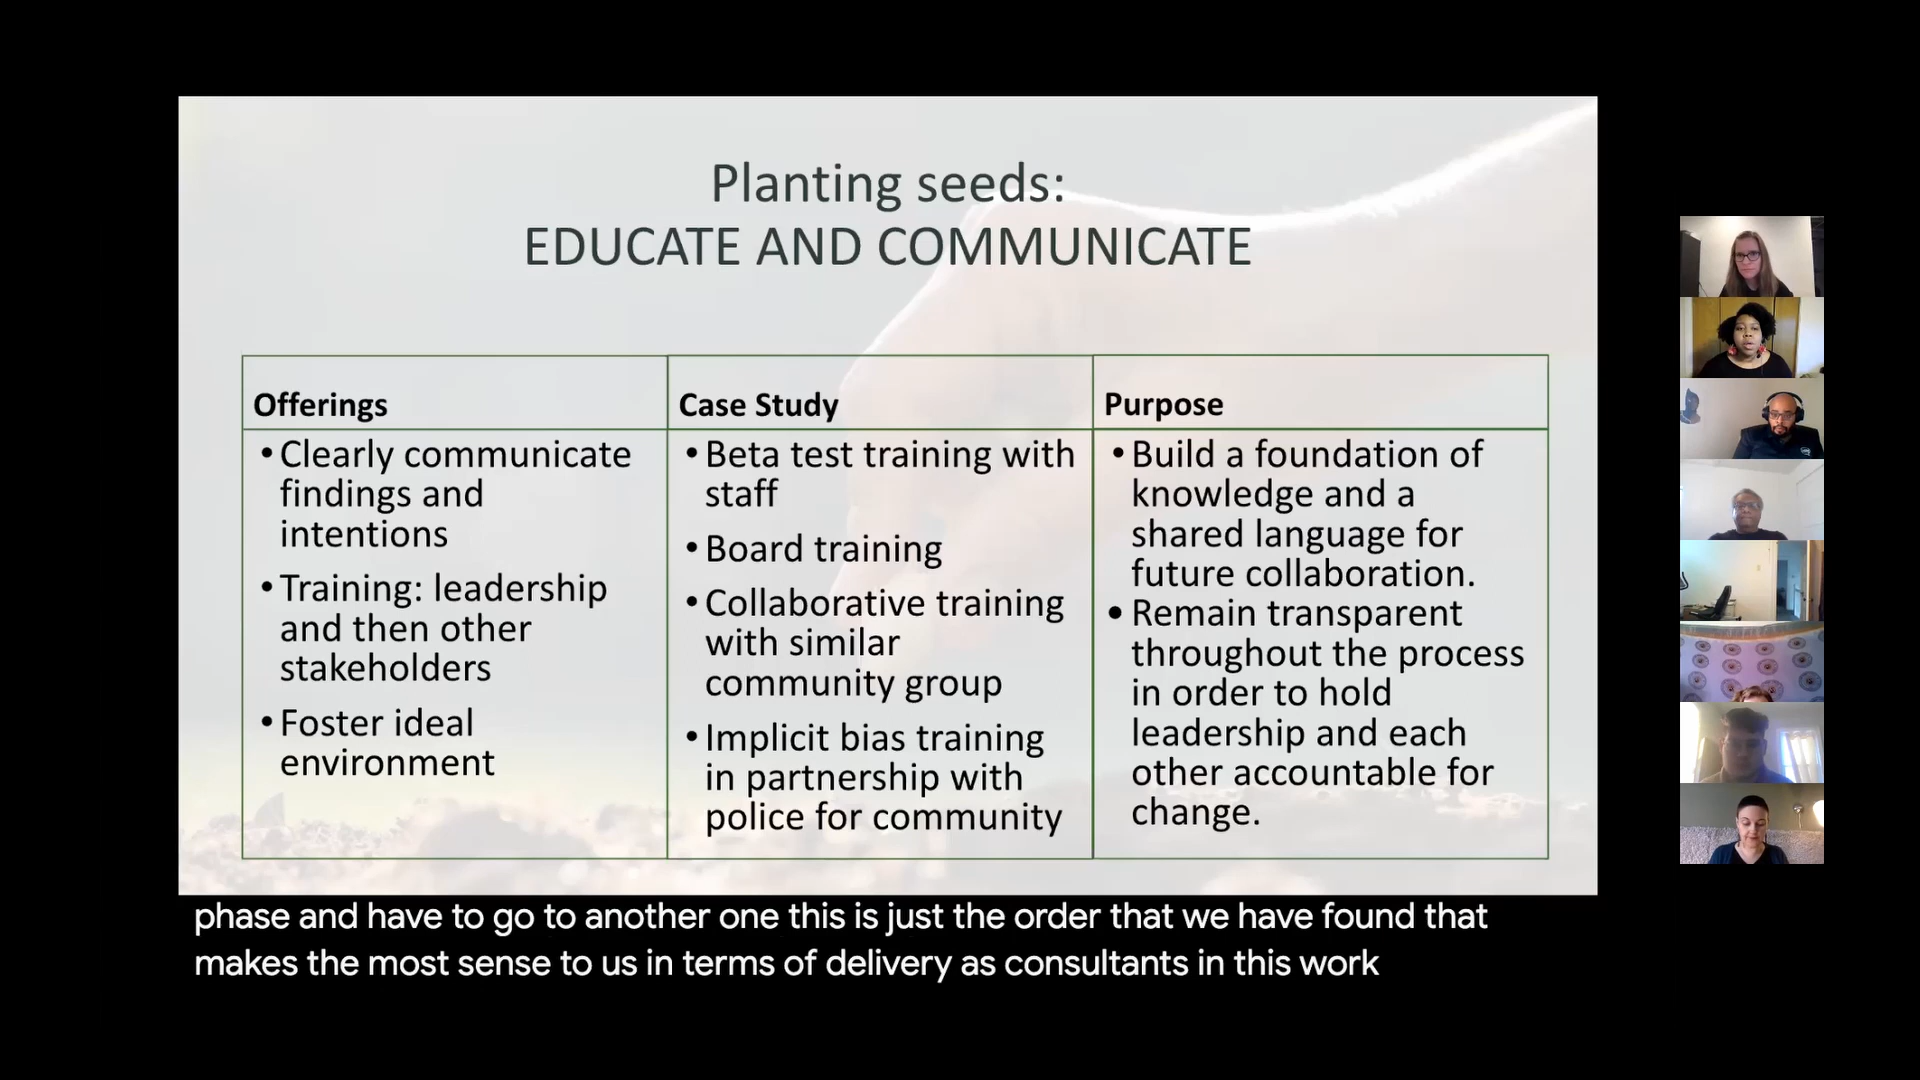 Planting seeds:
EDUCATE AND COMMUNICATE
Offerings
• Clearly communicate
findings and
intentions
• Training: leadership
and then other
stakeholders
• Foster ideal
environment
Case Study
• Beta test training with
staff
• Board training
• Collaborative training
with similar
community group
• Implicit bias training
in partnership with
police for community
Purpose
• Build a foundation of
knowledge and a
shared language for
future collaboration.
• Remain transparent
throughout the process
in order to hold
leadership and each
other accountable for
change.
phase and have to go to another one this is just the order that we have found that
makes the most sense to us in terms of delivery as consultants in this work